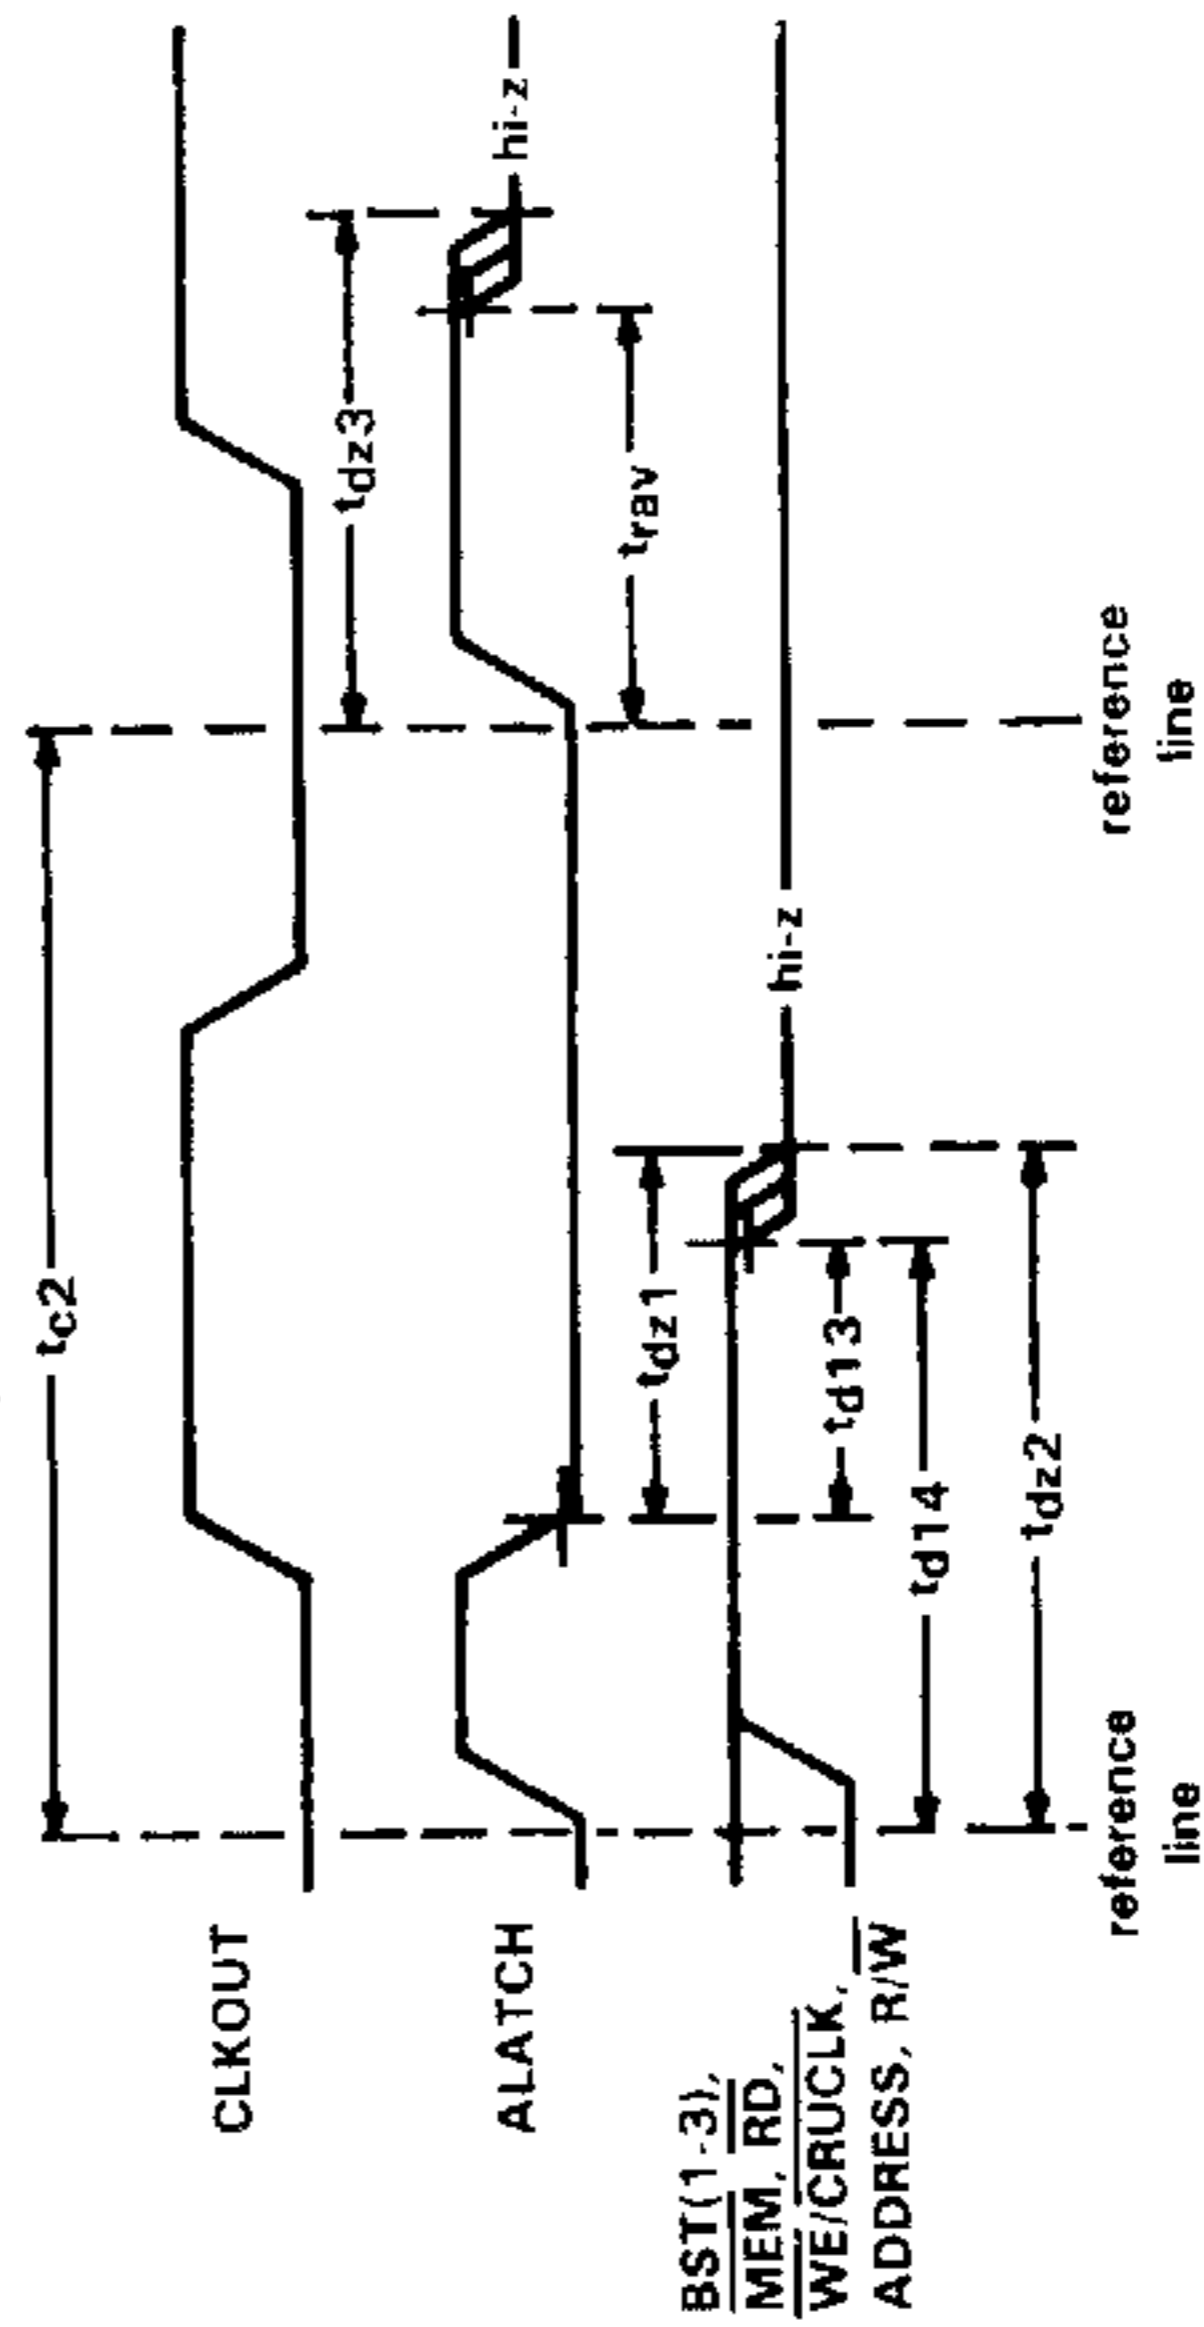 tc2
CLKOUT
tdz3
hi-z
ALATCH
trav
tdz1
BST(1-3),
MEM, RD,
WE/CRUCLK,
ADDRESS, R/W
hi-z
td13
td14
tdz2
reference
line
reference
line